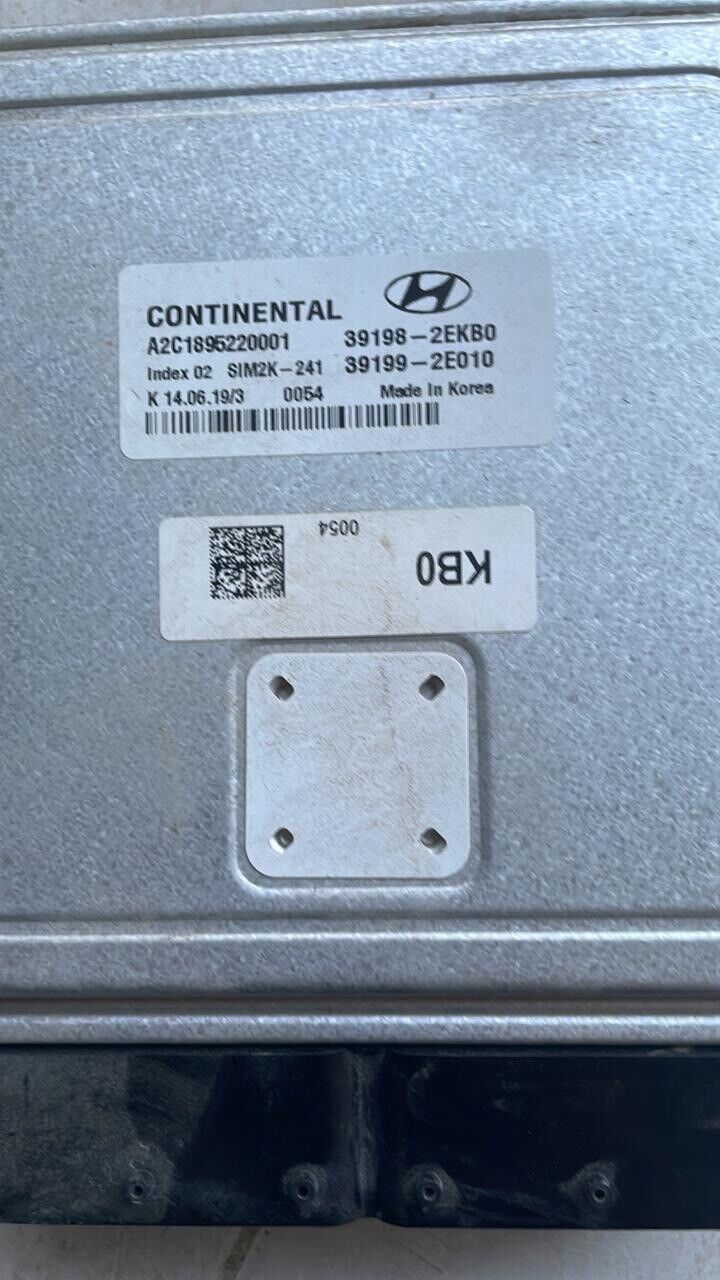 CONTINENTAL
A2C1895220001 39198-2EKB0
Index 02 SIM2K-241 39199-2E010
K 14.06.19/3 0054 Made In Korea
0054
KB0